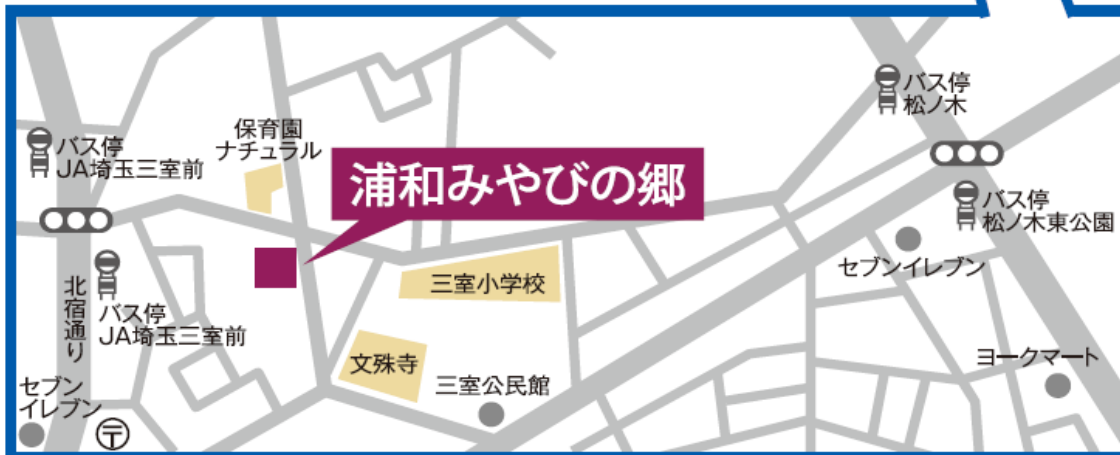 バス停
松ノ木
保育園
ナチュラル
バス停
JA埼玉三室前
浦和みやびの郷
バス停
松ノ木東公園
セブンイレブン
三室小学校
北宿通り
バス停
JA埼玉三室前
文殊寺
三室公民館
ヨークマート
セブン
イレブン
〒